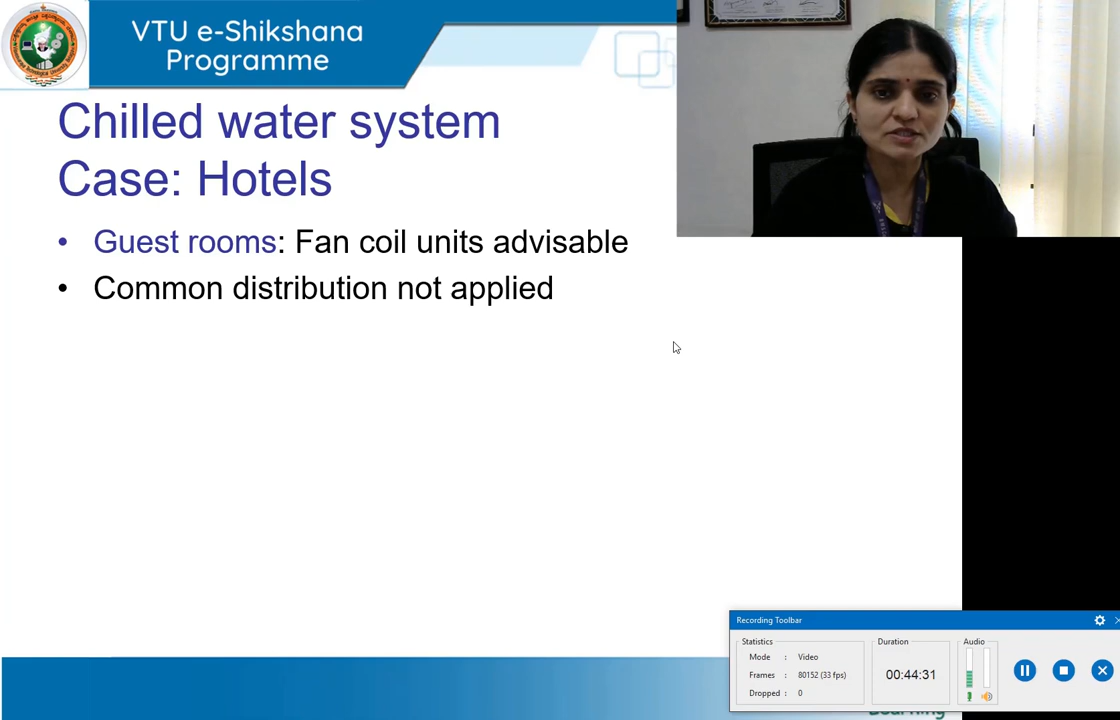 VTU e-Shikshana
Programme
Chilled water system
Case: Hotels
• Guest rooms: Fan coil units advisable
• Common distribution not applied
Recording Toolbar
Statistics
Mode : Video
Frames : 80152 (33 fps)
Dropped : 0
Duration
00:44:31
Audio